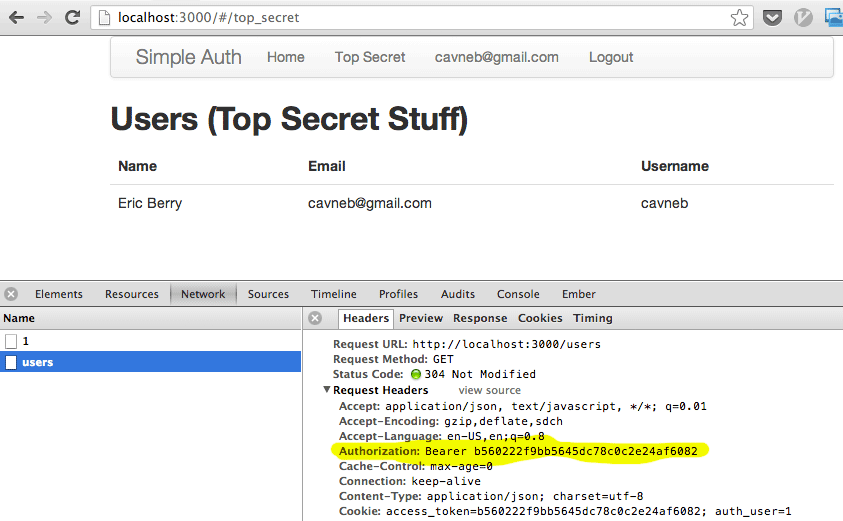 localhost:3000/#/top_secret
Simple Auth Home Top Secret cavneb@gmail.com Logout
Users (Top Secret Stuff)
Name Email Username
Eric Berry cavneb@gmail.com cavneb
Elements Resources Network Sources Timeline Profiles Audits Console Ember
Name Headers Preview Response Cookies Timing
1
users
Request URL: http://localhost:3000/users
Request Method: GET
Status Code: 304 Not Modified
Request Headers view source
Accept: application/json, text/javascript, */*; q=0.01
Accept-Encoding: gzip,deflate,sdch
Accept-Language: en-US,en;q=0.8
Authorization: Bearer b560222f9bb5645dc78c0c2e24af6082
Cache-Control: max-age=0
Connection: keep-alive
Content-Type: application/json; charset=utf-8
Cookie: access_token=b560222f9bb5645dc78c0c2e24af6082; auth_user=1